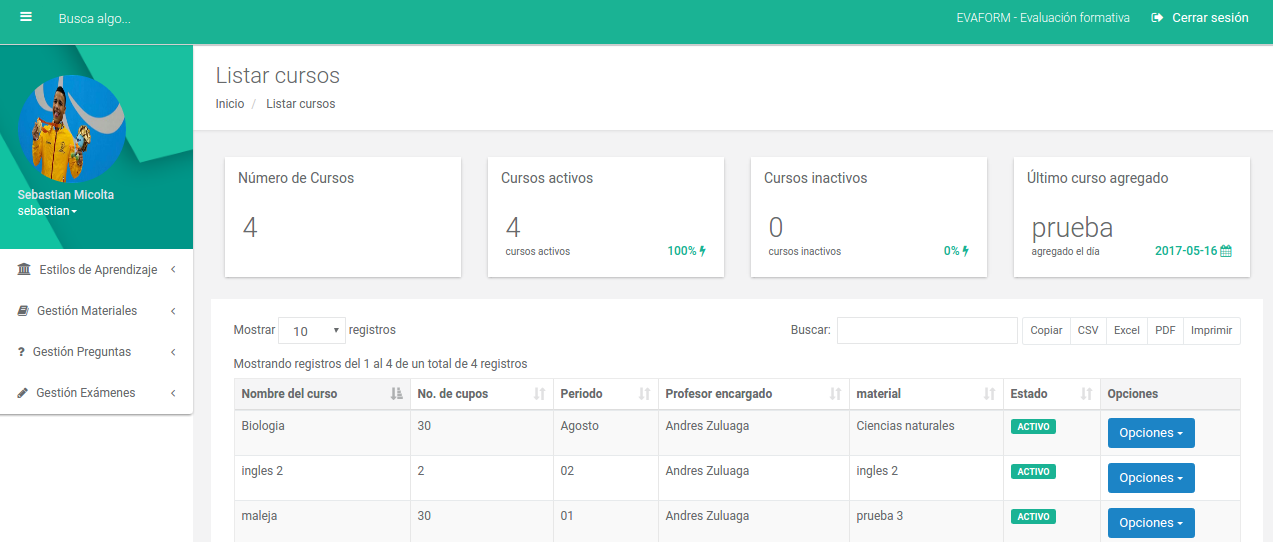 Busca algo...
EVAFORM - Evaluación formativa
Cerrar sesión
Sebastian Micolta
sebastian
Estilos de Aprendizaje
Gestión Materiales
? Gestión Preguntas
Gestión Exámenes
Listar cursos
Inicio / Listar cursos
Número de Cursos
4
Cursos activos
4
cursos activos 100%
Cursos inactivos
0
cursos inactivos 0%
Último curso agregado
prueba
agregado el día 2017-05-16
Mostrar 10 registros
Buscar:
Copiar CSV Excel PDF Imprimir
Mostrando registros del 1 al 4 de un total de 4 registros
Nombre del curso No. de cupos Periodo Profesor encargado material Estado Opciones
Biologia 30 Agosto Andres Zuluaga Ciencias naturales ACTIVO Opciones
ingles 2 2 02 Andres Zuluaga ingles 2 ACTIVO Opciones
maleja 30 01 Andres Zuluaga prueba 3 ACTIVO Opciones